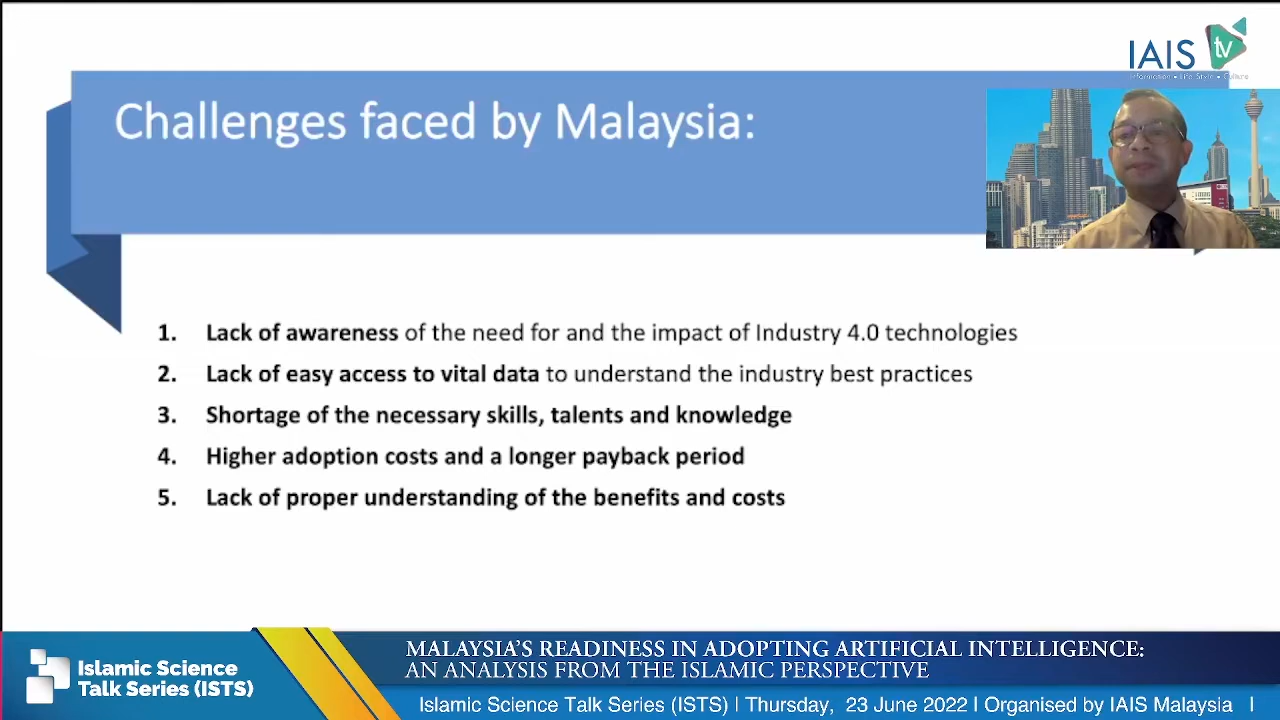 IAIS tv
Information • Life Style • Culture
Challenges faced by Malaysia:
1. Lack of awareness of the need for and the impact of Industry 4.0 technologies
2. Lack of easy access to vital data to understand the industry best practices
3. Shortage of the necessary skills, talents and knowledge
4. Higher adoption costs and a longer payback period
5. Lack of proper understanding of the benefits and costs
Islamic Science
Talk Series (ISTS)
MALAYSIA'S READINESS IN ADOPTING ARTIFICIAL INTELLIGENCE:
AN ANALYSIS FROM THE ISLAMIC PERSPECTIVE
Islamic Science Talk Series (ISTS) I Thursday, 23 June 2022 I Organised by IAIS Malaysia I